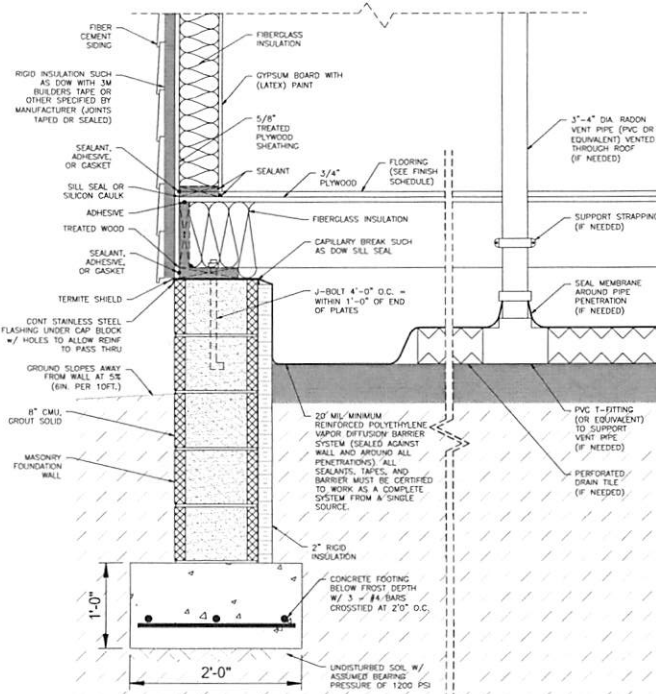 FIBER
CEMENT
SIDING
RIGID INSULATION SUCH
AS DOW WITH 3M
BUILDERS TAPE OR
OTHER SPECIFIED BY
MANUFACTURER (JOINTS
TAPED OR SEALED)
SEALANT,
ADHESIVE,
OR GASKET
SILL SEAL OR
SILICON CAULK
ADHESIVE
TREATED WOOD
SEALANT,
ADHESIVE,
OR GASKET
TERMITE SHIELD
CONT STAINLESS STEEL
FLASHING UNDER CAP BLOCK
w/ HOLES TO ALLOW REINF
TO PASS THRU
GROUND SLOPES AWAY
FROM WALL AT 5%
(6IN. PER 10FT.)
8" CMU,
GROUT SOLID
MASONRY
FOUNDATION
WALL
1'-0"
2'-0"
FIBERGLASS
INSULATION
GYPSUM BOARD WITH
(LATEX) PAINT
5/8"
TREATED
PLYWOOD
SHEATHING
SEALANT
3/4"
PLYWOOD
FLOORING
(SEE FINISH
SCHEDULE)
FIBERGLASS INSULATION
CAPILLARY BREAK SUCH
AS DOW SILL SEAL
J-BOLT 4'-0" O.C. =
WITHIN 1'-0" OF END
OF PLATES
20 MIL MINIMUM
REINFORCED POLYETHYLENE
VAPOR DIFFUSION BARRIER
SYSTEM (SEALED AGAINST
WALL AND AROUND ALL
PENETRATIONS) ALL
SEALANTS, TAPES, AND
BARRIER MUST BE CERTIFIED
TO WORK AS A COMPLETE
SYSTEM FROM A SINGLE
SOURCE.
2" RIGID
INSULATION
CONCRETE FOOTING
BELOW FROST DEPTH
W/ 3 - #4 BARS
CROSSTIED AT 2'0" O.C.
UNDISTURBED SOIL W/
ASSUMED BEARING
PRESSURE OF 1200 PSI
3"-4" DIA. RADON
VENT PIPE (PVC OR
EQUIVALENT) VENTED
THROUGH ROOF
(IF NEEDED)
SUPPORT STRAPPING
(IF NEEDED)
SEAL MEMBRANE
AROUND PIPE
PENETRATION
(IF NEEDED)
PVC T-FITTING
(OR EQUIVALENT)
TO SUPPORT
VENT PIPE
(IF NEEDED)
PERFORATED
DRAIN TILE
(IF NEEDED)